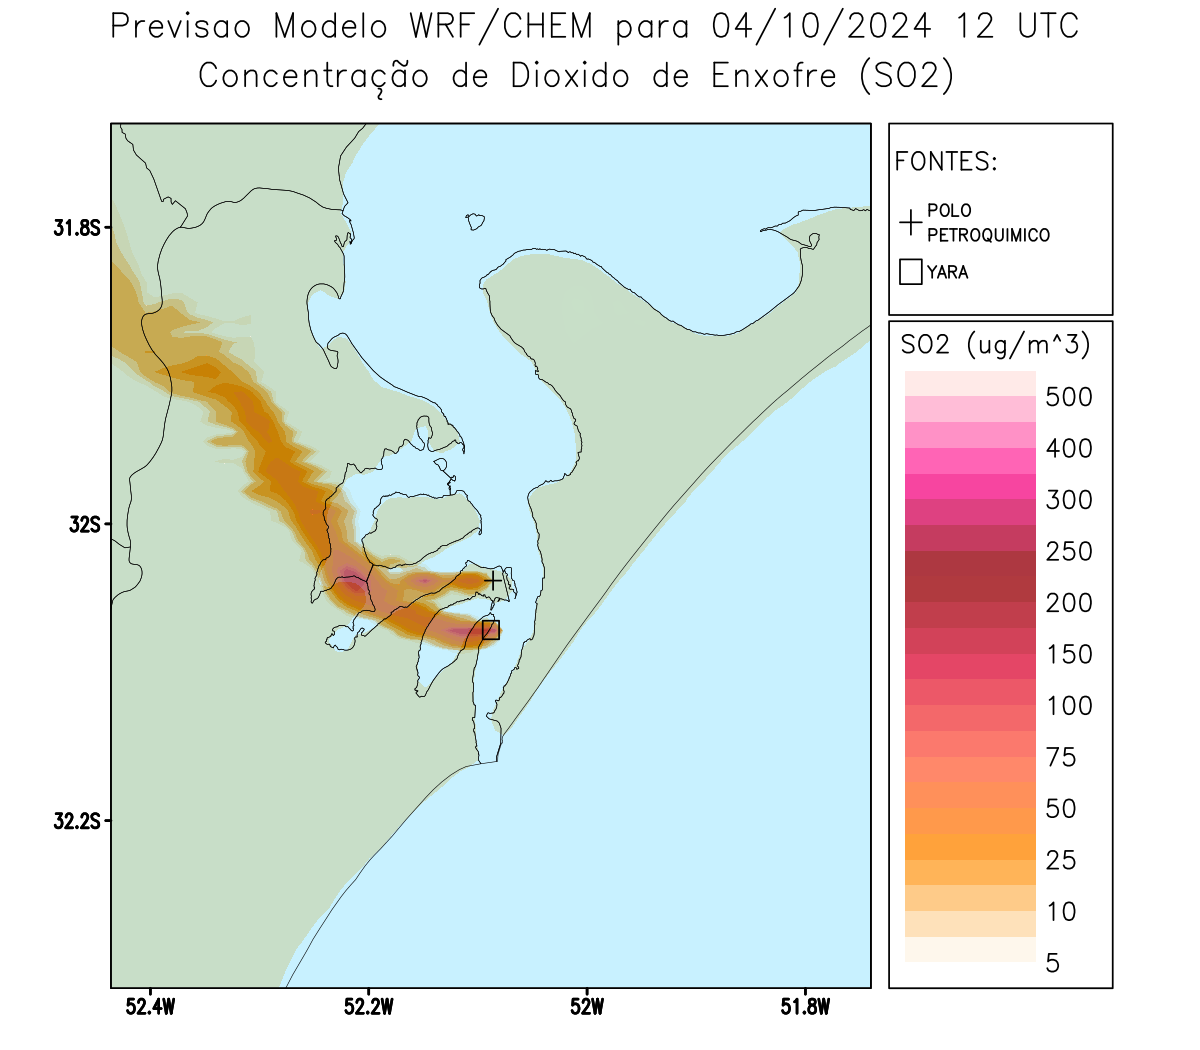 Previsao Modelo WRF/CHEM para 04/10/2024 12 UTC
Concentração de Dioxido de Enxofre (SO2)
FONTES:
POLO
PETROQUIMICO
YARA
SO2 (ug/m^3)
500
400
300
250
200
150
100
75
50
25
10
5
31.8S
32S
32.2S
52.4W
52.2W
52W
51.8W